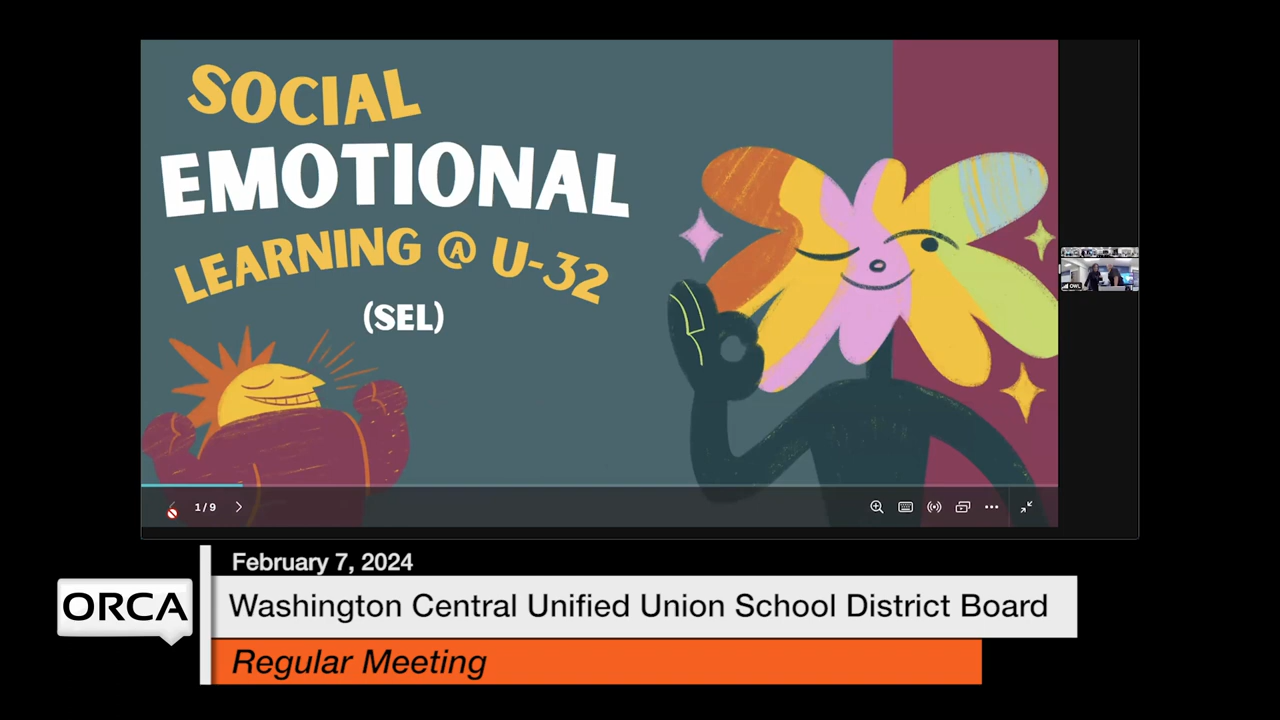 SOCIAL
EMOTIONAL
LEARNING @ U-32
(SEL)
1/9
OWL
February 7, 2024
ORCA
Washington Central Unified Union School District Board
Regular Meeting